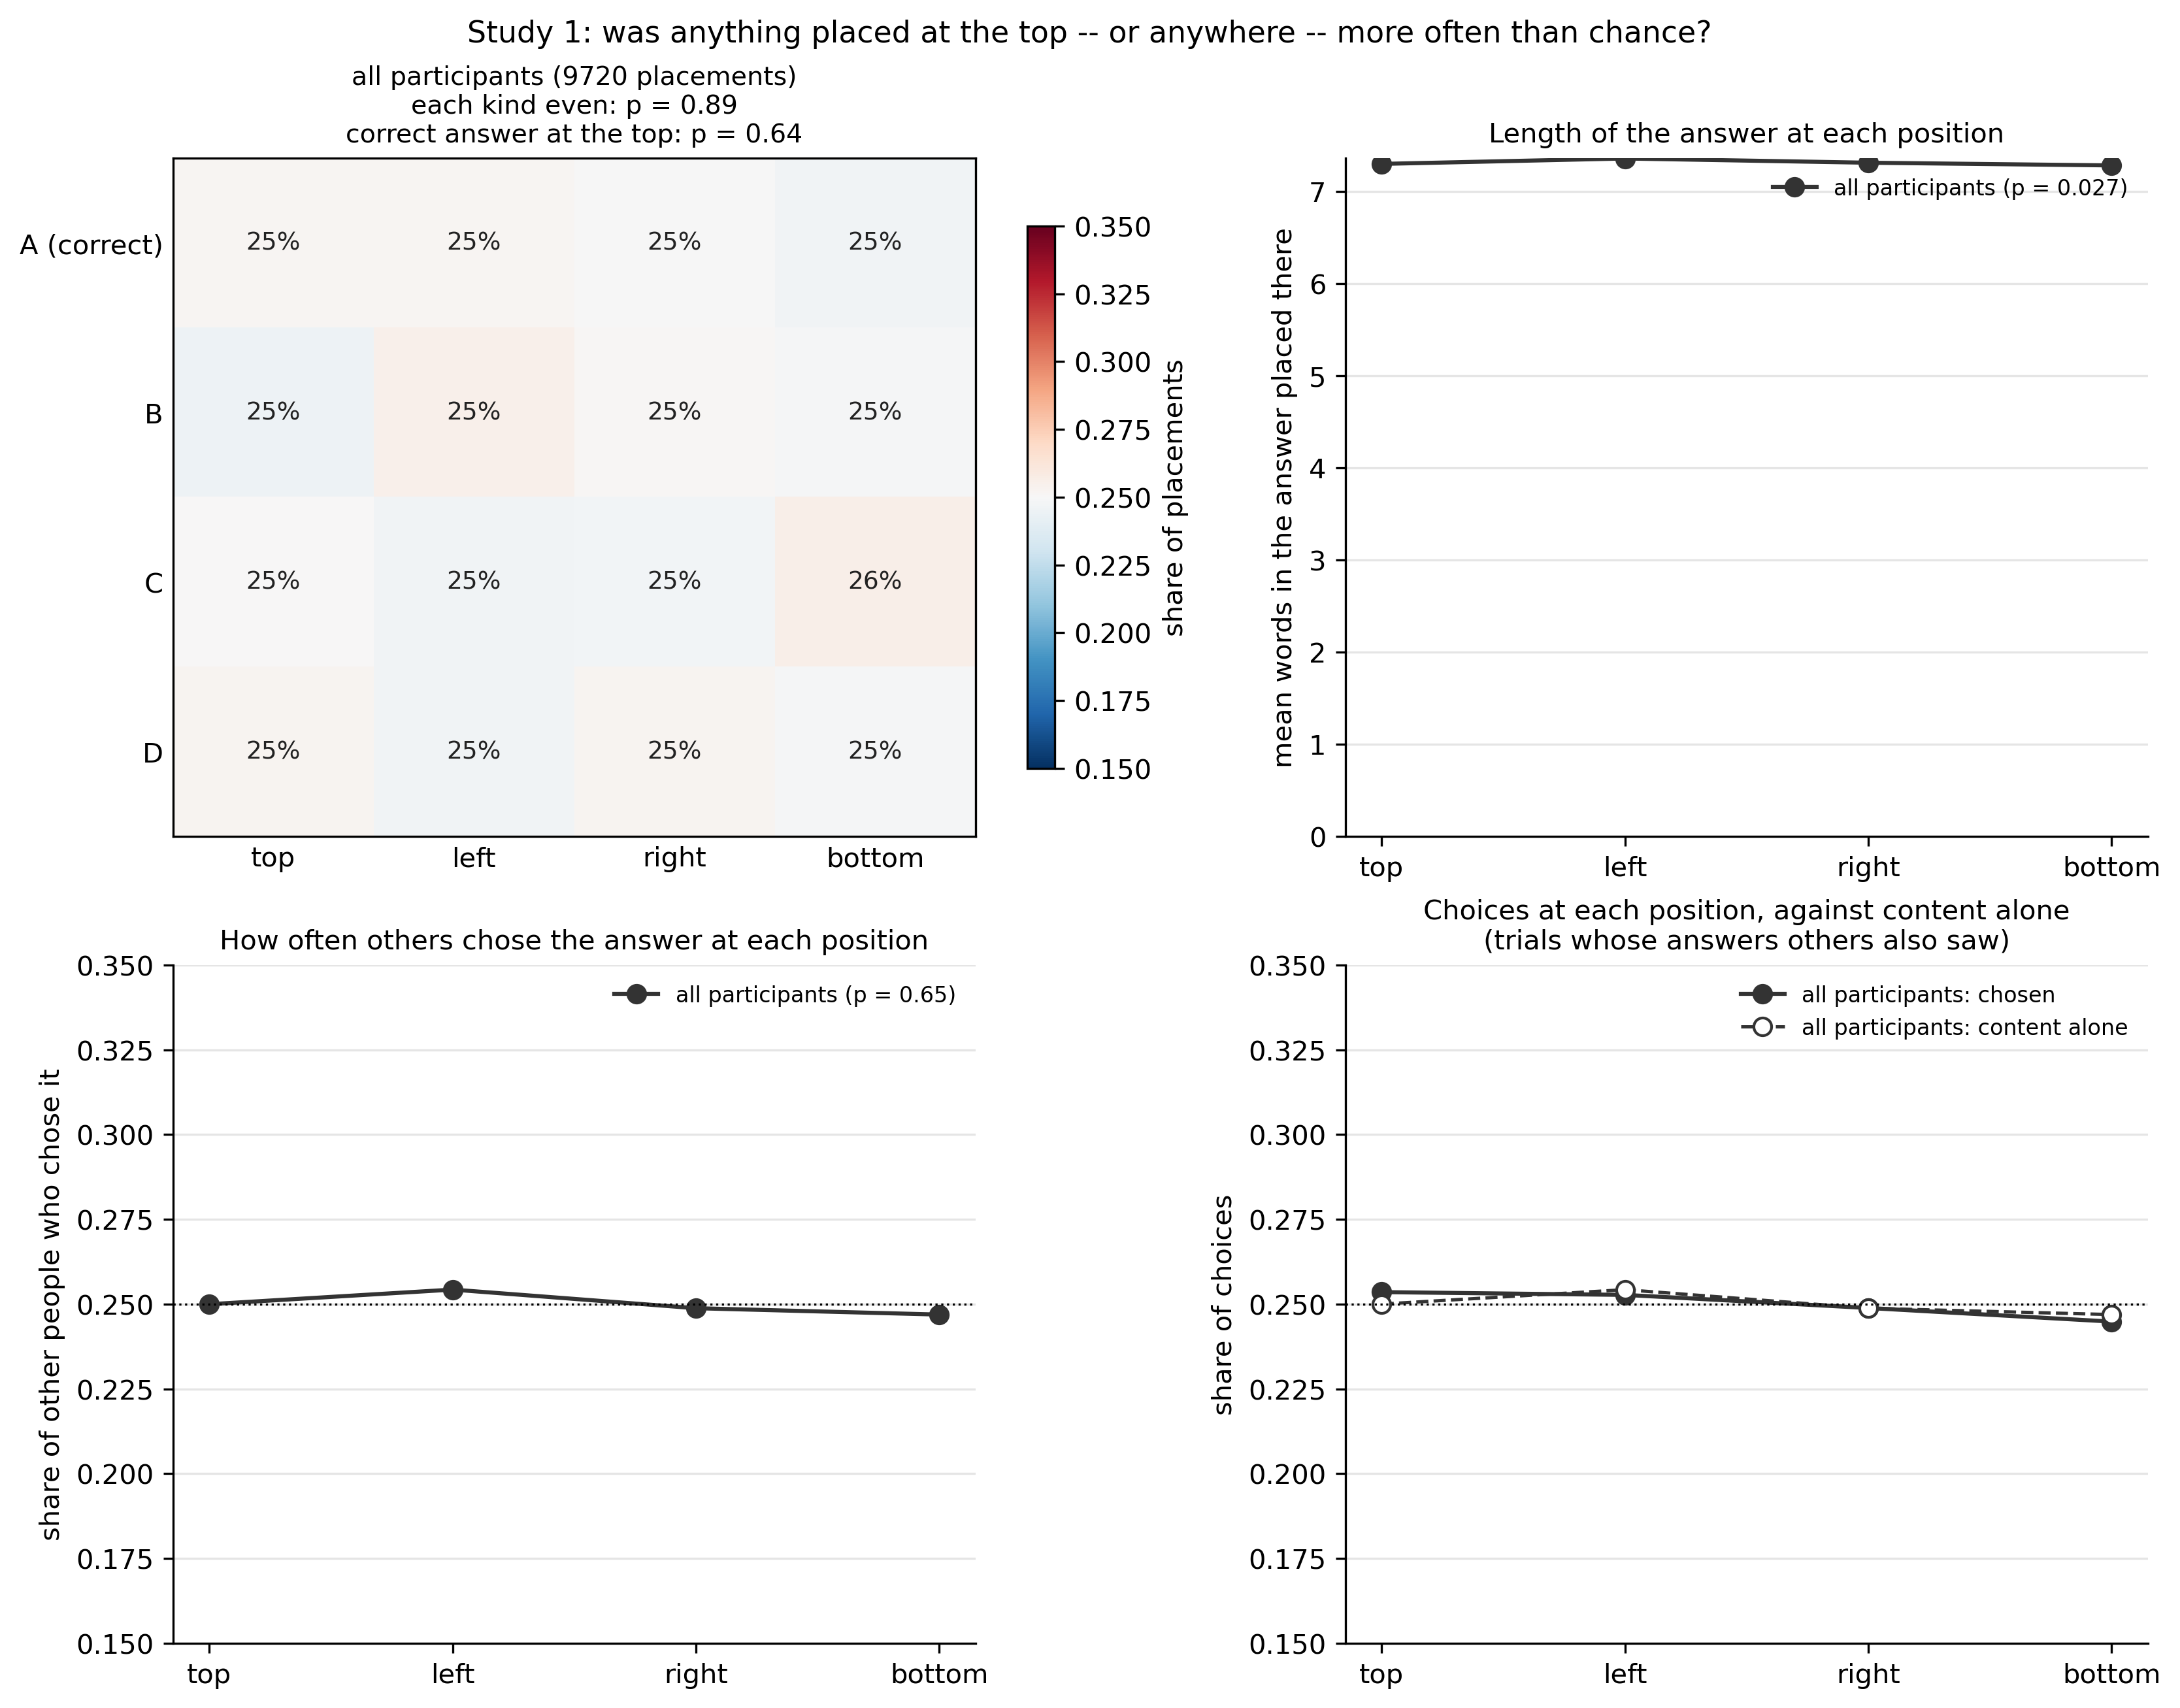 Study 1: was anything placed at the top -- or anywhere -- more often than chance?
all participants (9720 placements)
each kind even: p = 0.89
correct answer at the top: p = 0.64
A (correct)
25% 25% 25% 25%
B
25% 25% 25% 25%
C
25% 25% 25% 26%
D
25% 25% 25% 25%
top left right bottom
0.350
0.325
0.300
0.275
0.250
0.225
0.200
0.175
0.150
share of placements
Length of the answer at each position
all participants (p = 0.027)
mean words in the answer placed there
7
6
5
4
3
2
1
0
top left right bottom
How often others chose the answer at each position
all participants (p = 0.65)
share of other people who chose it
0.350
0.325
0.300
0.275
0.250
0.225
0.200
0.175
0.150
top left right bottom
Choices at each position, against content alone
(trials whose answers others also saw)
all participants: chosen
all participants: content alone
share of choices
0.350
0.325
0.300
0.275
0.250
0.225
0.200
0.175
0.150
top left right bottom